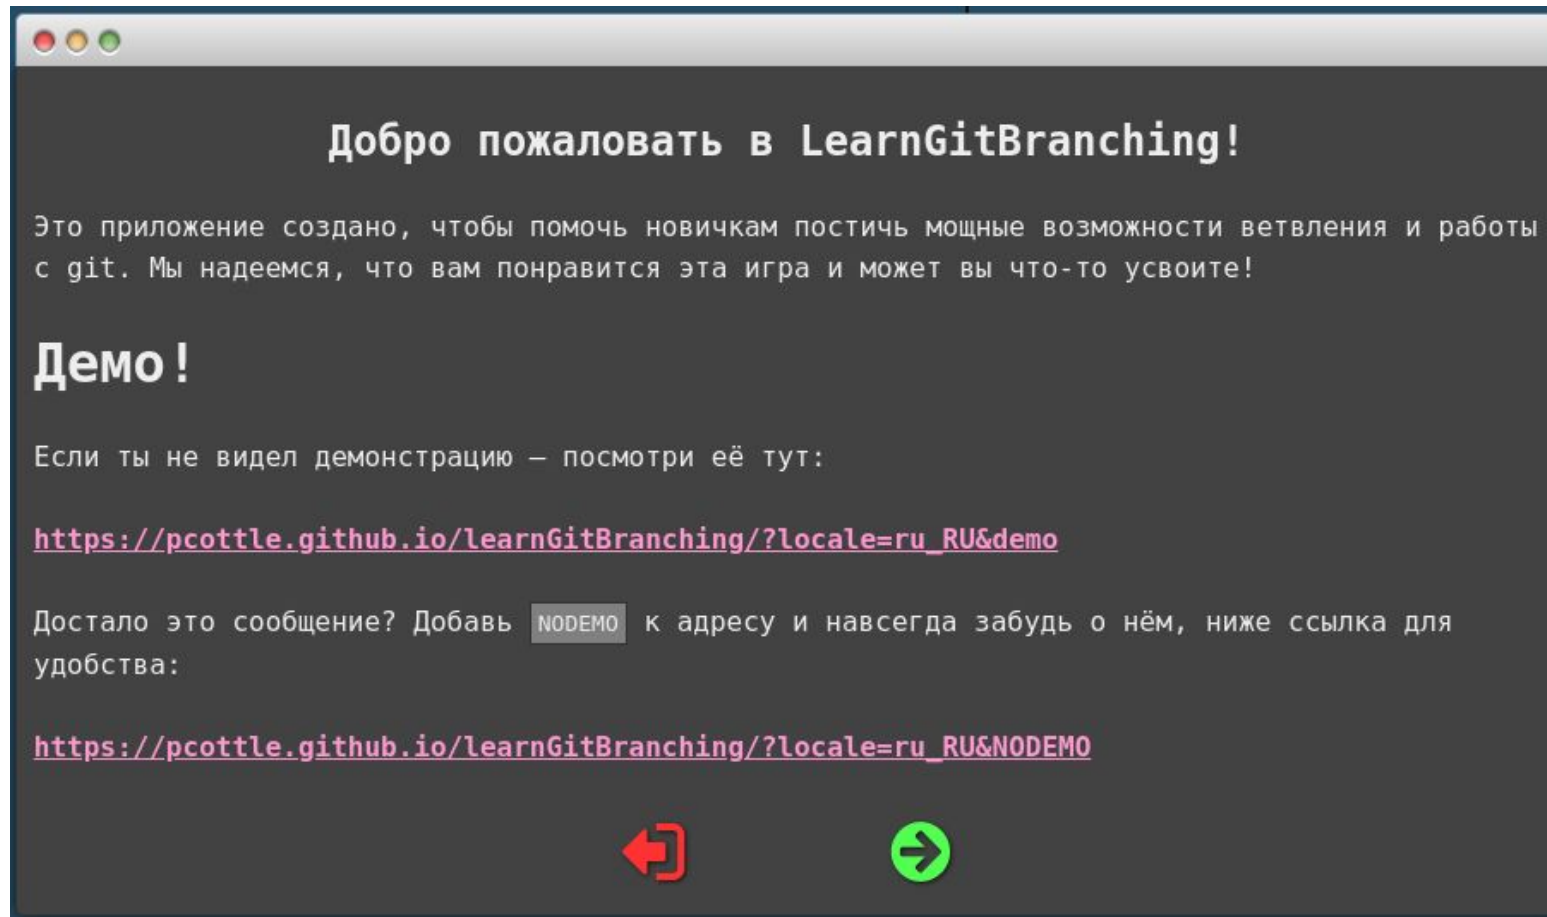 Добро пожаловать в LearnGitBranching!
Это приложение создано, чтобы помочь новичкам постичь мощные возможности ветвления и работы
с git. Мы надеемся, что вам понравится эта игра и может вы что-то усвоите!
Демо!
Если ты не видел демонстрацию – посмотри её тут:
https://pcottle.github.io/learnGitBranching/?locale=ru_RU&demo
Достало это сообщение? Добавь NODEMO к адресу и навсегда забудь о нём, ниже ссылка для
удобства:
https://pcottle.github.io/learnGitBranching/?locale=ru_RU&NODEMO